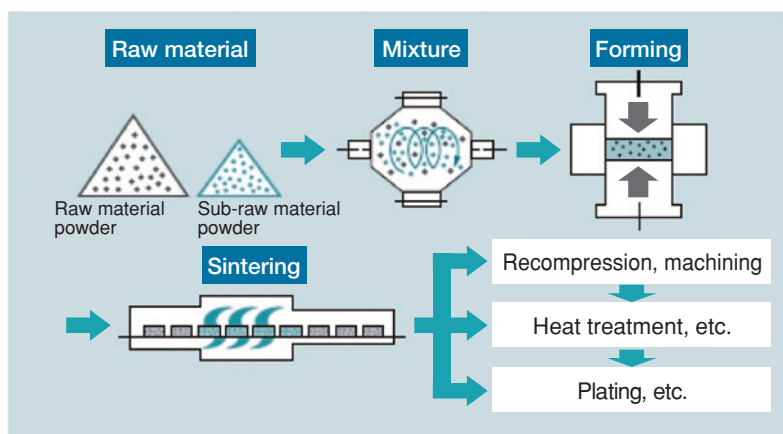 Raw material
Mixture
Forming
Raw material
powder
Sub-raw material
powder
Sintering
Recompression, machining
Heat treatment, etc.
Plating, etc.